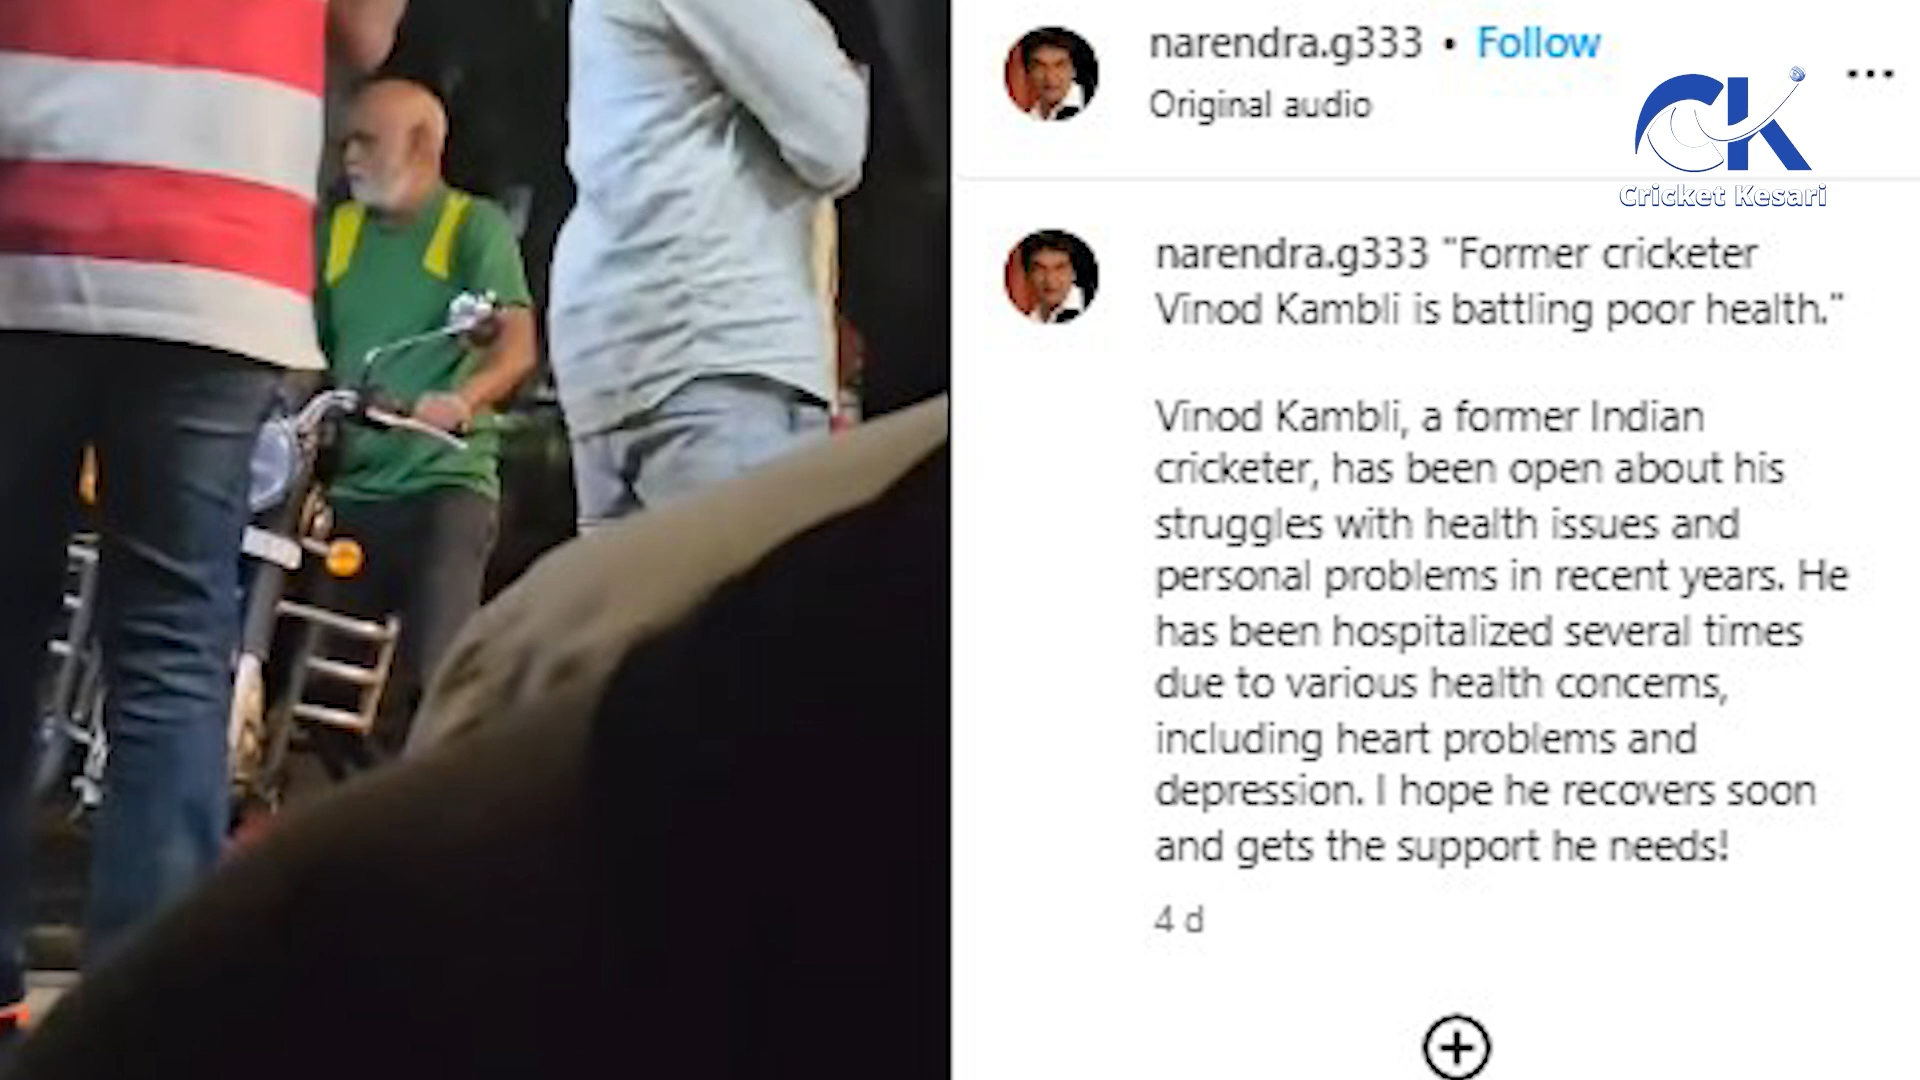 narendra.g333 • Follow
Original audio
CK
Cricket Kesari
narendra.g333 "Former cricketer
Vinod Kambli is battling poor health."
Vinod Kambli, a former Indian
cricketer, has been open about his
struggles with health issues and
personal problems in recent years. He
has been hospitalized several times
due to various health concerns,
including heart problems and
depression. I hope he recovers soon
and gets the support he needs!
4 d